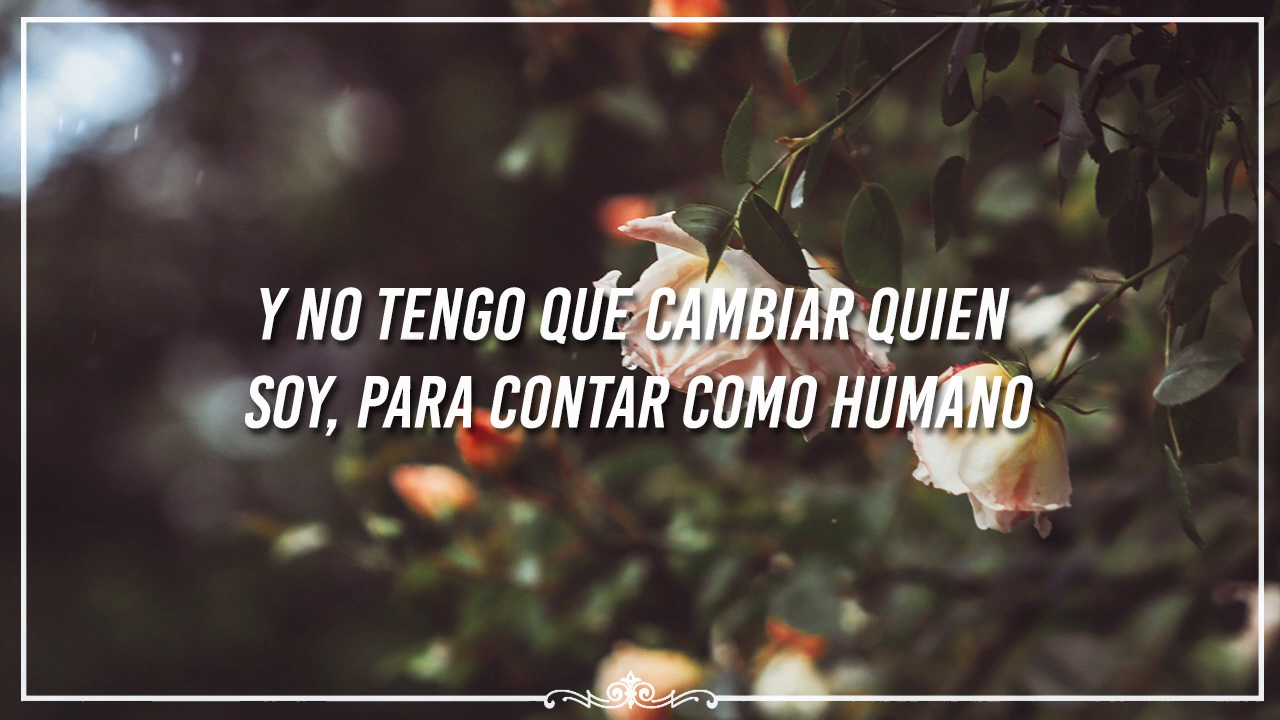 Y NO TENGO QUE CAMBIAR QUIEN
SOY, PARA CONTAR COMO HUMANO